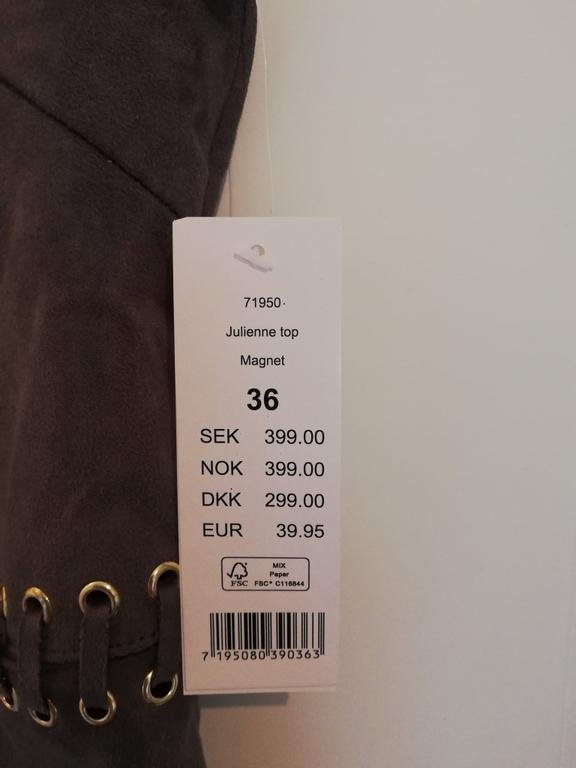 71950
Julienne top
Magnet
36
SEK 399.00
NOK 399.00
DKK 299.00
EUR 39.95
FSC
MIX
Paper
FSC® C116844
7 195080 390363